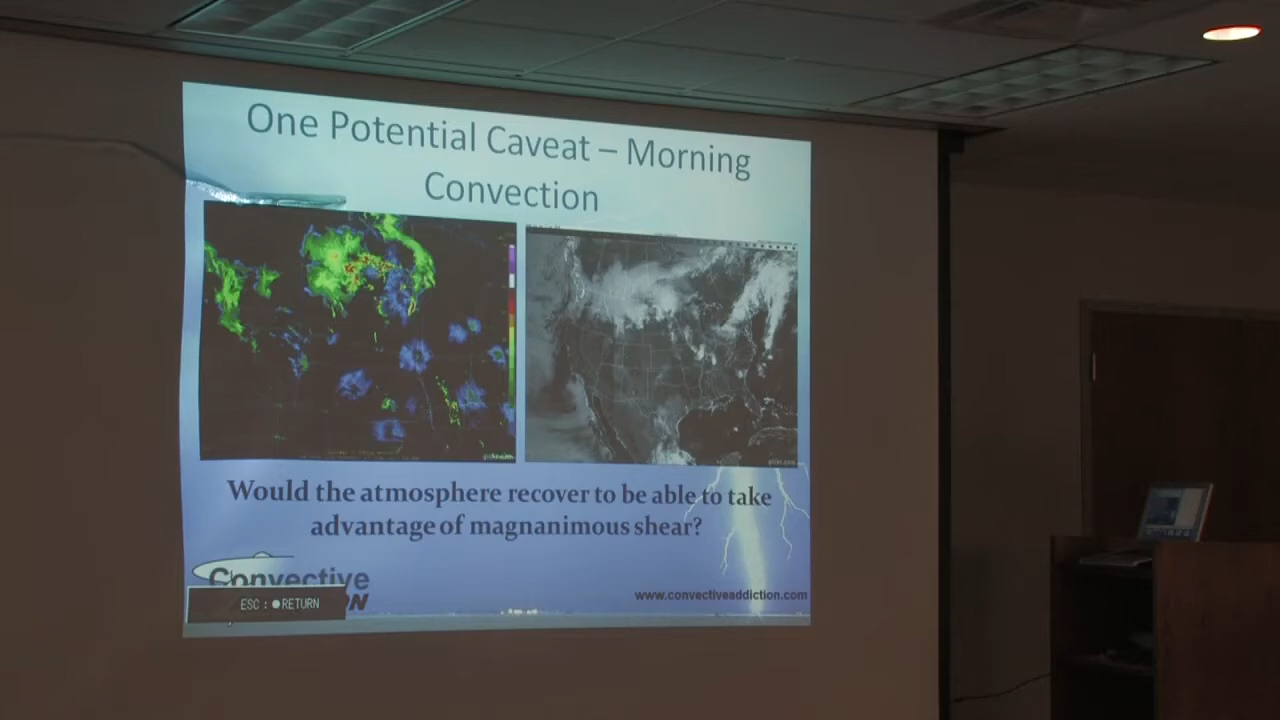 One Potential Caveat – Morning
Convection
Would the atmosphere recover to be able to take
advantage of magnanimous shear?
Convective
ESC : ●RETURN
www.convectiveaddiction.com